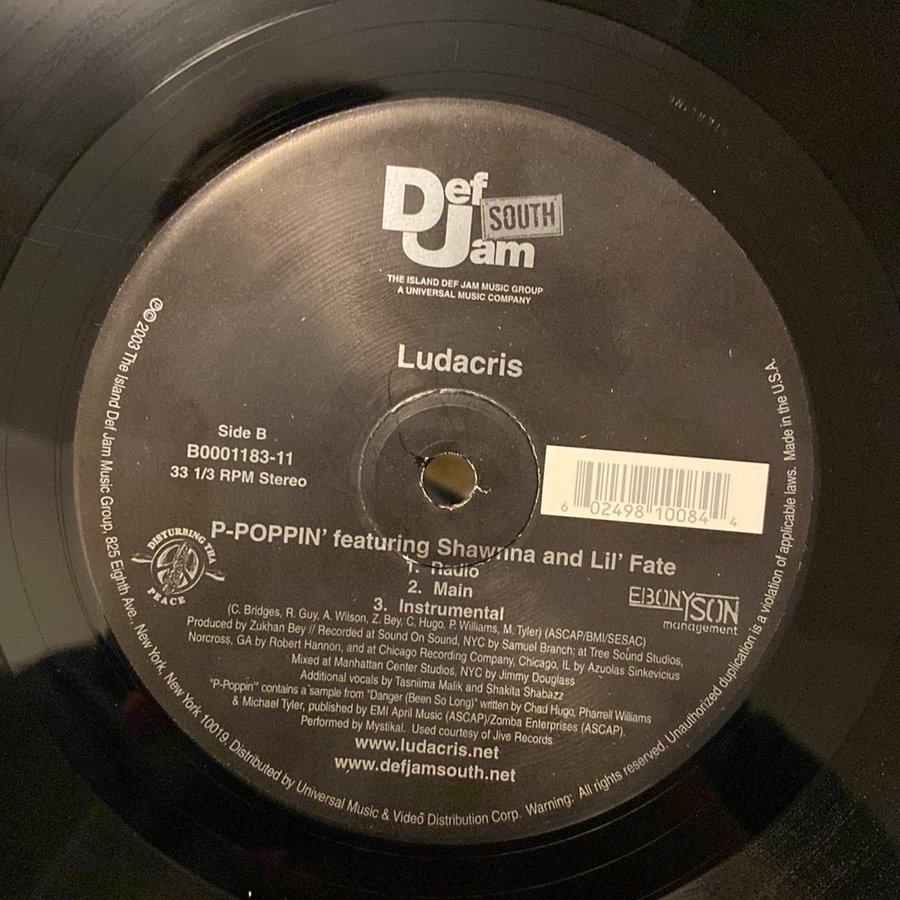 Def Jam SOUTH
THE ISLAND DEF JAM MUSIC GROUP
A UNIVERSAL MUSIC COMPANY
Ludacris
Side B
B0001183-11
33 1/3 RPM Stereo
6 02498 10084 4
P-POPPIN' featuring Shawnna and Lil' Fate
1. Radio
2. Main
3. Instrumental
DISTURBING THA
PEACE
EBONYSON
management
(C. Bridges, R. Guy, A. Wilson, Z. Bey, C. Hugo, P. Williams, M. Tyler) (ASCAP/BMI/SESAC)
Produced by Zukhan Bey // Recorded at Sound On Sound, NYC by Samuel Branch; at Tree Sound Studios,
Norcross, GA by Robert Hannon, and at Chicago Recording Company, Chicago, IL by Azuolas Sinkevicius
Mixed at Manhattan Center Studios, NYC by Jimmy Douglass
Additional vocals by Tasniima Malik and Shakita Shabazz
"P-Poppin'" contains a sample from "Danger (Been So Long)" written by Chad Hugo, Pharrell Williams
& Michael Tyler, published by EMI April Music (ASCAP)/Zomba Enterprises (ASCAP).
Performed by Mystikal. Used courtesy of Jive Records.
www.ludacris.net
www.defjamsouth.net
℗© 2003 The Island Def Jam Music Group, 825 Eighth Ave., New York, New York 10019. Distributed by Universal Music & Video Distribution Corp. Warning: All rights reserved. Unauthorized duplication is a violation of applicable laws. Made in the U.S.A.